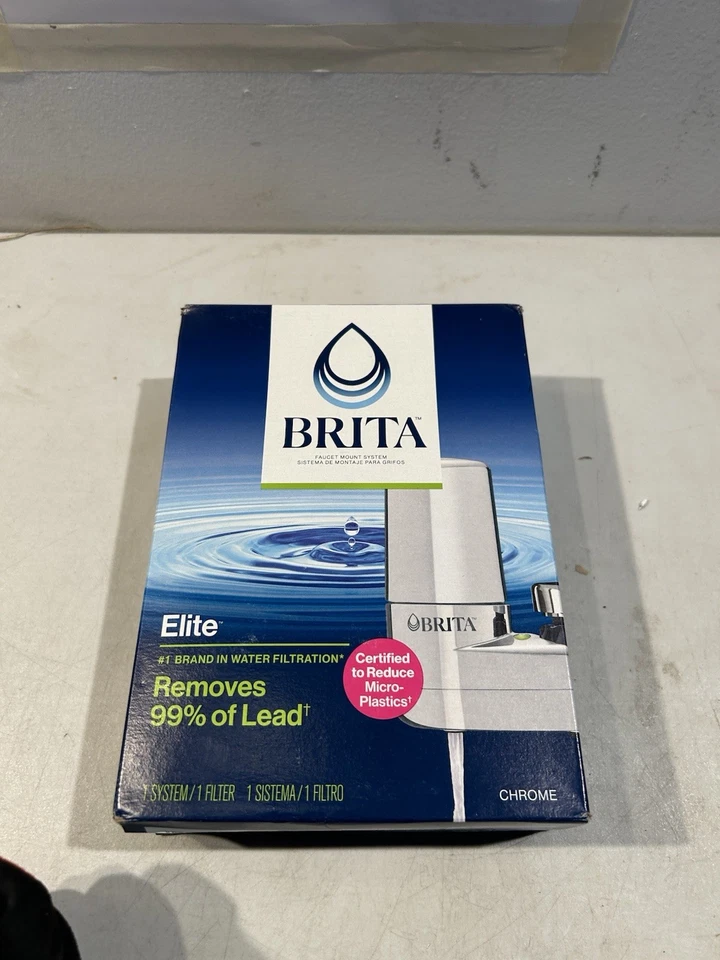 BRITA™
FAUCET MOUNT SYSTEM
SISTEMA DE MONTAJE PARA GRIFOS
BRITA
Elite™
#1 BRAND IN WATER FILTRATION*
Removes
99% of Lead†
Certified
to Reduce
Micro-
Plastics†
1 SYSTEM / 1 FILTER 1 SISTEMA / 1 FILTRO
CHROME